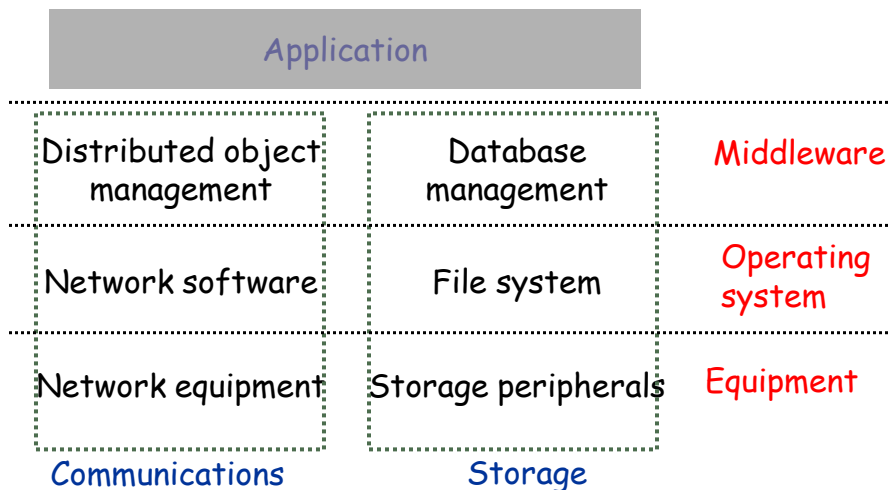 Application
Distributed object
management
Database
management
Middleware
Network software
File system
Operating
system
Network equipment
Storage peripherals
Equipment
Communications
Storage